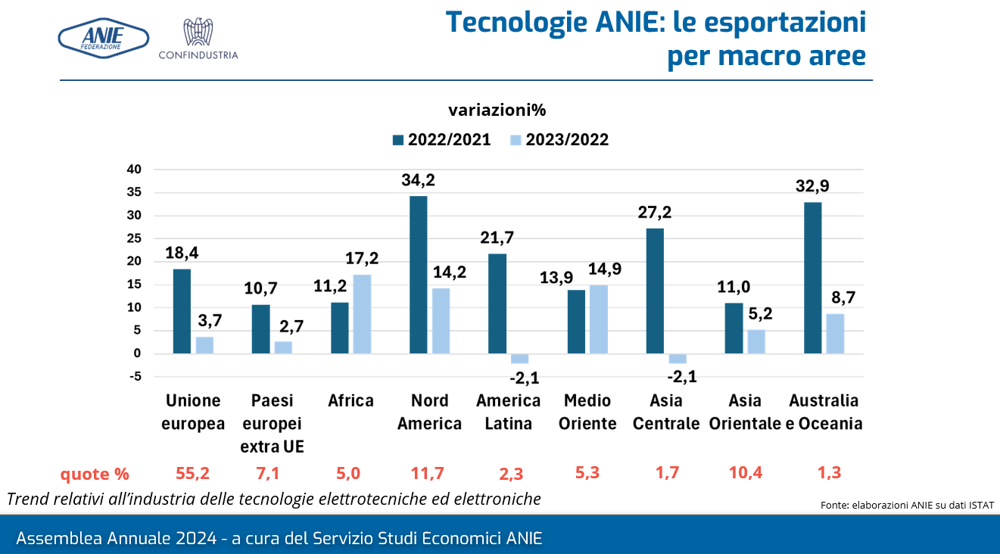 ANIE
FEDERAZIONE
CONFINDUSTRIA
Tecnologie ANIE: le esportazioni
per macro aree
variazioni%
2022/2021 2023/2022
40
35
30
25
20
15
10
5
0
-5
18,4 3,7
10,7 2,7
11,2 17,2
34,2 14,2
21,7 -2,1
13,9 14,9
27,2 -2,1
11,0 5,2
32,9 8,7
Unione
europea
Paesi
europei
extra UE
Africa
Nord
America
America
Latina
Medio
Oriente
Asia
Centrale
Asia
Orientale
Australia
e Oceania
quote % 55,2 7,1 5,0 11,7 2,3 5,3 1,7 10,4 1,3
Trend relativi all’industria delle tecnologie elettrotecniche ed elettroniche
Fonte: elaborazioni ANIE su dati ISTAT
Assemblea Annuale 2024 - a cura del Servizio Studi Economici ANIE